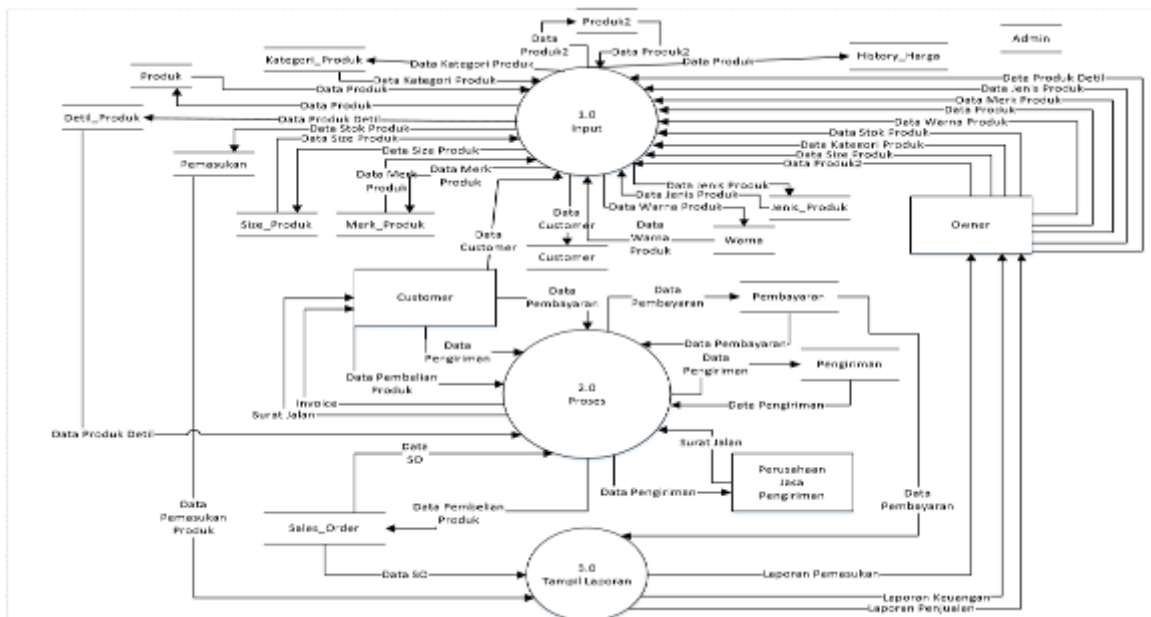 Produk2
Admin
Data
Produk2
Data Produk2
Kategori_Produk
Data Kategori Produk
Data Produk
History_Harga
Produk
Data Kategori Produk
Data Produk
Data Produk Detil
Data Jenis Produk
Data Produk
Data Merk Produk
Detil_Produk
Data Produk Detil
1.0
Input
Data Produk
Data Warna Produk
Data Stok Produk
Data Size Produk
Data Stok Produk
Pemasukan
Data Size Produk
Data Kategori Produk
Data Size Produk
Data Produk2
Data Merk
Produk
Data Merk
Produk
Data Jenis Produk
Data Jenis Produk
Data Warna Produk
Jenis_Produk
Size_Produk
Merk_Produk
Data
Customer
Data
Customer
Data
Warna
Produk
Warna
Owner
Customer
Customer
Data
Pembayaran
Data
Pembayaran
Pembayaran
Data
Pengiriman
Data Pembayaran
Data
Pengiriman
Pengiriman
Data Pembelian
Produk
2.0
Proses
Invoice
Surat Jalan
Data Pengiriman
Data Produk Detil
Data
SO
Surat Jalan
Perusahaan
Jasa
Pengiriman
Data Pengiriman
Data
Pemasukan
Produk
Data Pembelian
Produk
Data
Pembayaran
Sales_Order
3.0
Tampil Laporan
Data SO
Laporan Pemasukan
Laporan Keuangan
Laporan Penjualan